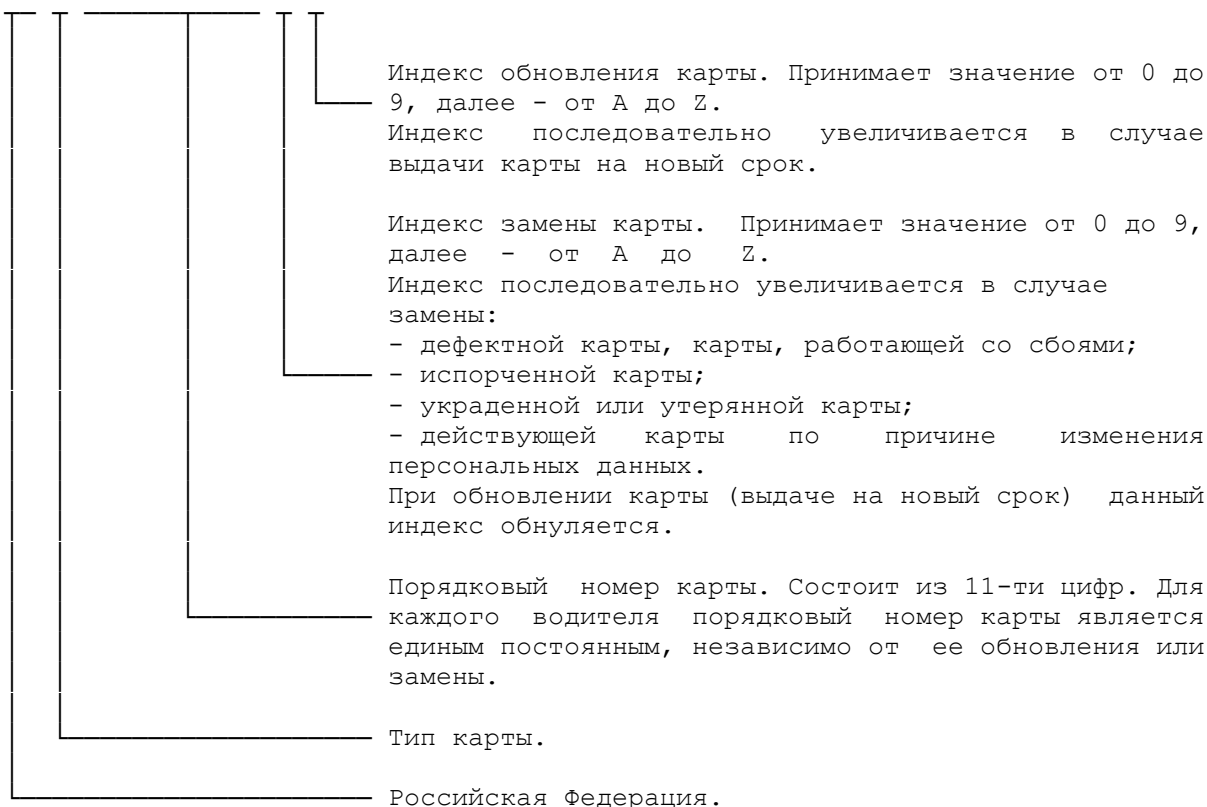 Индекс обновления карты. Принимает значение от 0 до
9, далее - от A до Z.
Индекс последовательно увеличивается в случае
выдачи карты на новый срок.
Индекс замены карты. Принимает значение от 0 до 9,
далее - от A до Z.
Индекс последовательно увеличивается в случае
замены:
- дефектной карты, карты, работающей со сбоями;
- испорченной карты;
- украденной или утерянной карты;
- действующей карты по причине изменения
персональных данных.
При обновлении карты (выдаче на новый срок) данный
индекс обнуляется.
Порядковый номер карты. Состоит из 11-ти цифр. Для
каждого водителя порядковый номер карты является
единым постоянным, независимо от ее обновления или
замены.
Тип карты.
Российская Федерация.